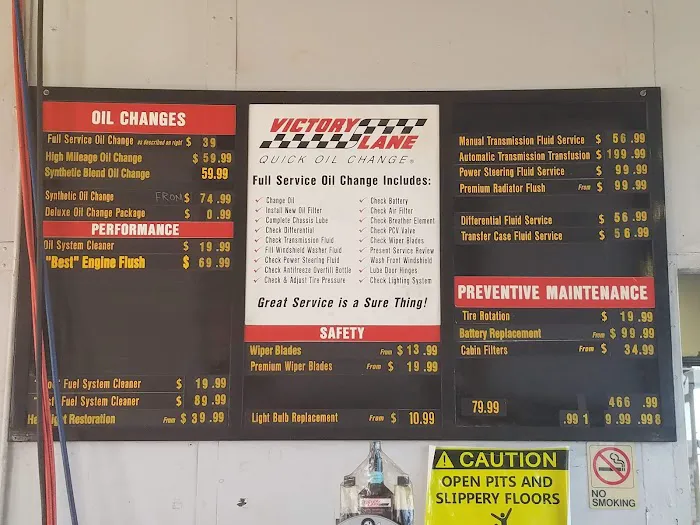 OIL CHANGES
Full Service Oil Change as described on right $ 39
High Mileage Oil Change $ 59.99
Synthetic Blend Oil Change 59.99
Synthetic Oil Change FROM $ 74.99
Deluxe Oil Change Package $ 0.99
PERFORMANCE
Oil System Cleaner $ 19.99
"Best" Engine Flush $ 69.99
Fuel System Cleaner $ 19.99
Fuel System Cleaner $ 89.99
Headlight Restoration From $ 39.99
VICTORY LANE
QUICK OIL CHANGE®
Full Service Oil Change Includes:
✓ Change Oil
✓ Install New Oil Filter
✓ Complete Chassis Lube
✓ Check Differential
✓ Check Transmission Fluid
✓ Fill Windshield Washer Fluid
✓ Check Power Steering Fluid
✓ Check Antifreeze Overfill Bottle
✓ Check & Adjust Tire Pressure
✓ Check Battery
✓ Check Air Filter
✓ Check Breather Element
✓ Check PCV Valve
✓ Check Wiper Blades
✓ Present Service Review
✓ Wash Front Windshield
✓ Lube Door Hinges
✓ Check Lighting System
Great Service is a Sure Thing!
SAFETY
Wiper Blades From $ 13.99
Premium Wiper Blades From $ 19.99
Light Bulb Replacement From $ 10.99
Manual Transmission Fluid Service $ 56.99
Automatic Transmission Transfusion $ 199.99
Power Steering Fluid Service $ 99.99
Premium Radiator Flush From $ 99.99
Differential Fluid Service $ 56.99
Transfer Case Fluid Service $ 56.99
PREVENTIVE MAINTENANCE
Tire Rotation $ 19.99
Battery Replacement From $ 99.99
Cabin Filters From $ 34.99
79.99 466 .99
.99 1 9.99 .99
CAUTION
OPEN PITS AND
SLIPPERY FLOORS
NO
SMOKING